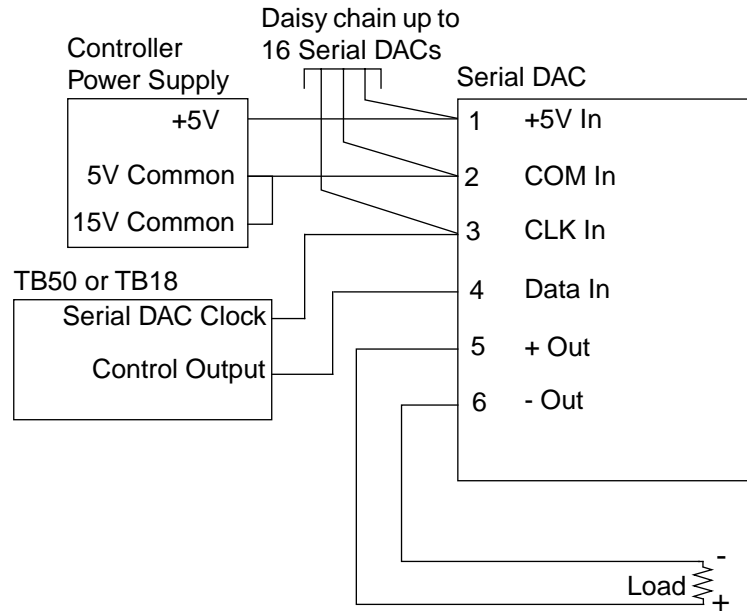 Daisy chain up to
16 Serial DACs
Controller
Power Supply
+5V
5V Common
15V Common
TB50 or TB18
Serial DAC Clock
Control Output
Serial DAC
1 +5V In
2 COM In
3 CLK In
4 Data In
5 + Out
6 - Out
-
Load
+